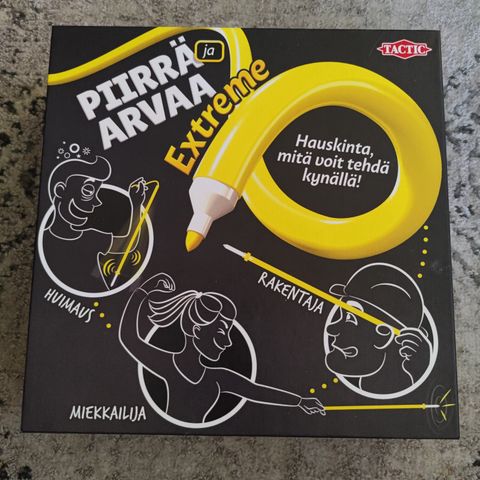 TACTIC
PIIRRÄ ja
ARVAA
Extreme
Hauskinta,
mitä voit tehdä
kynällä!
HUIMAUS
RAKENTAJA
MIEKKAILIJA